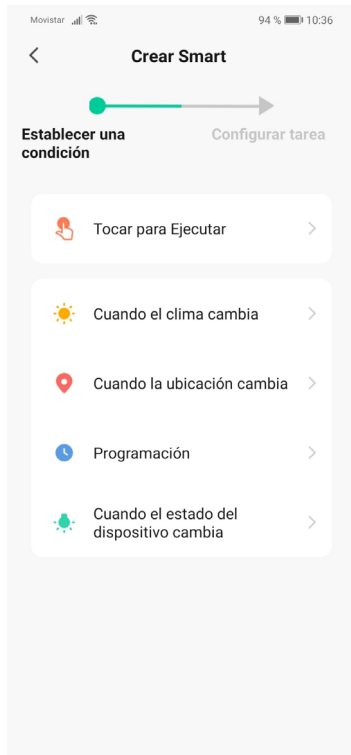 Movistar 94 % 10:36
Crear Smart
Establecer una
condición
Configurar tarea
Tocar para Ejecutar
Cuando el clima cambia
Cuando la ubicación cambia
Programación
Cuando el estado del
dispositivo cambia